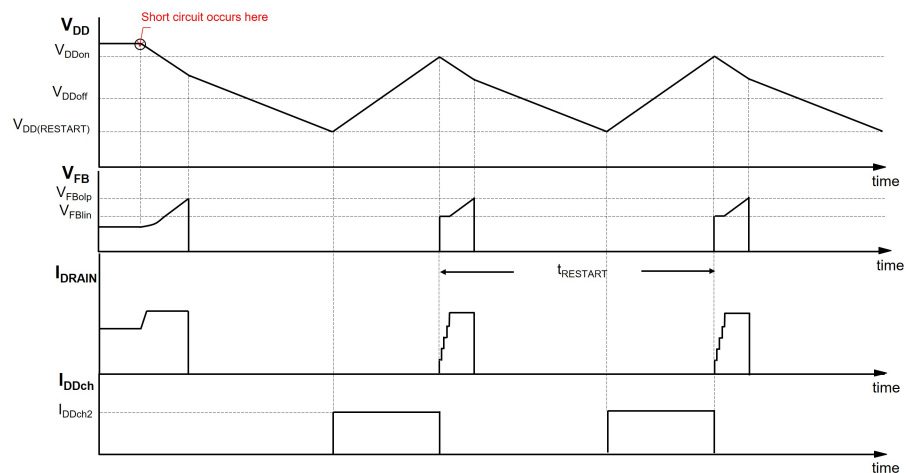 Short circuit occurs here
VDD
VDDon
VDDoff
VDD(RESTART)
time
VFB
VFBolp
VFBlin
time
IDRAIN
tRESTART
time
IDDch
IDDch2
time